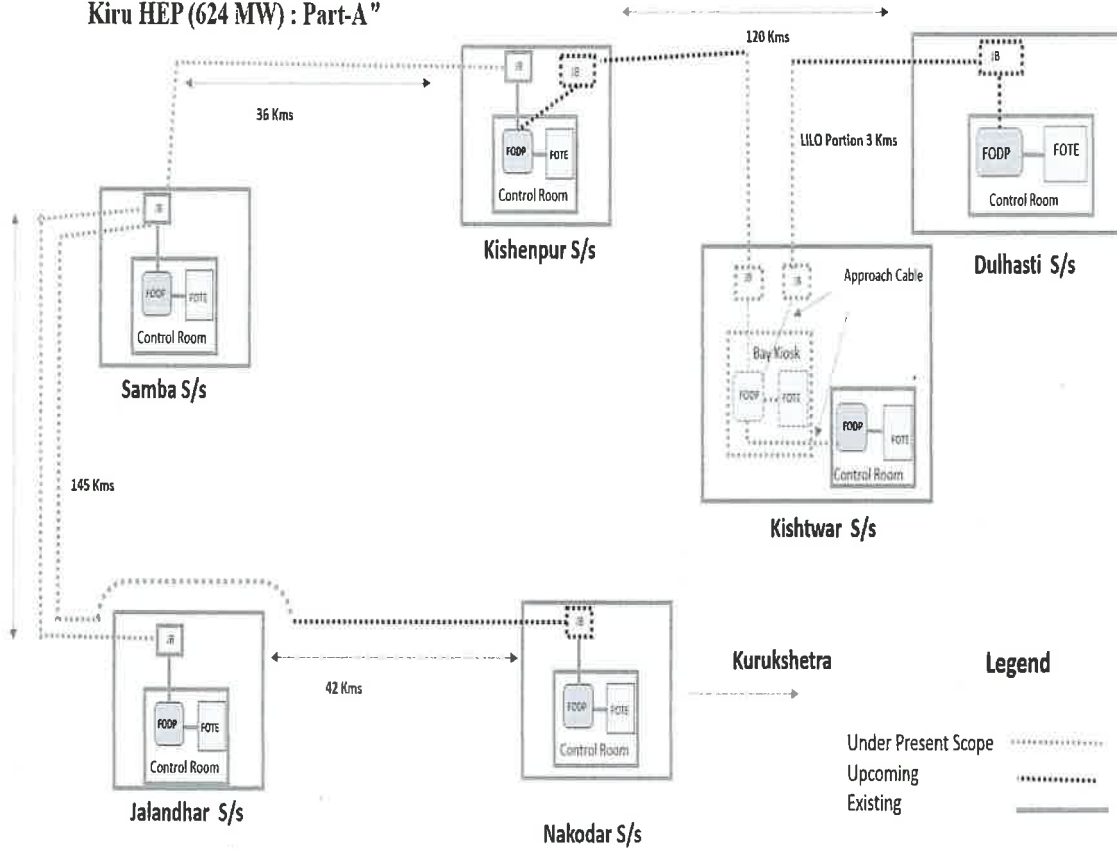 Kiru HEP (624 MW) : Part-A”
120 Kms
JB
JB
JB
36 Kms
LILO Portion 3 Kms
FODP
FOTE
Control Room
FODP
FOTE
Control Room
JB
Kishenpur S/s
Dulhasti S/s
JB
JB
Approach Cable
FODP
FOTE
Control Room
Bay Kiosk
Samba S/s
FODP
FOTE
FODP
FOTE
Control Room
145 Kms
Kishtwar S/s
JB
JB
Kurukshetra
Legend
42 Kms
FODP
FOTE
Control Room
FODP
FOTE
Control Room
Under Present Scope
Upcoming
Existing
Jalandhar S/s
Nakodar S/s